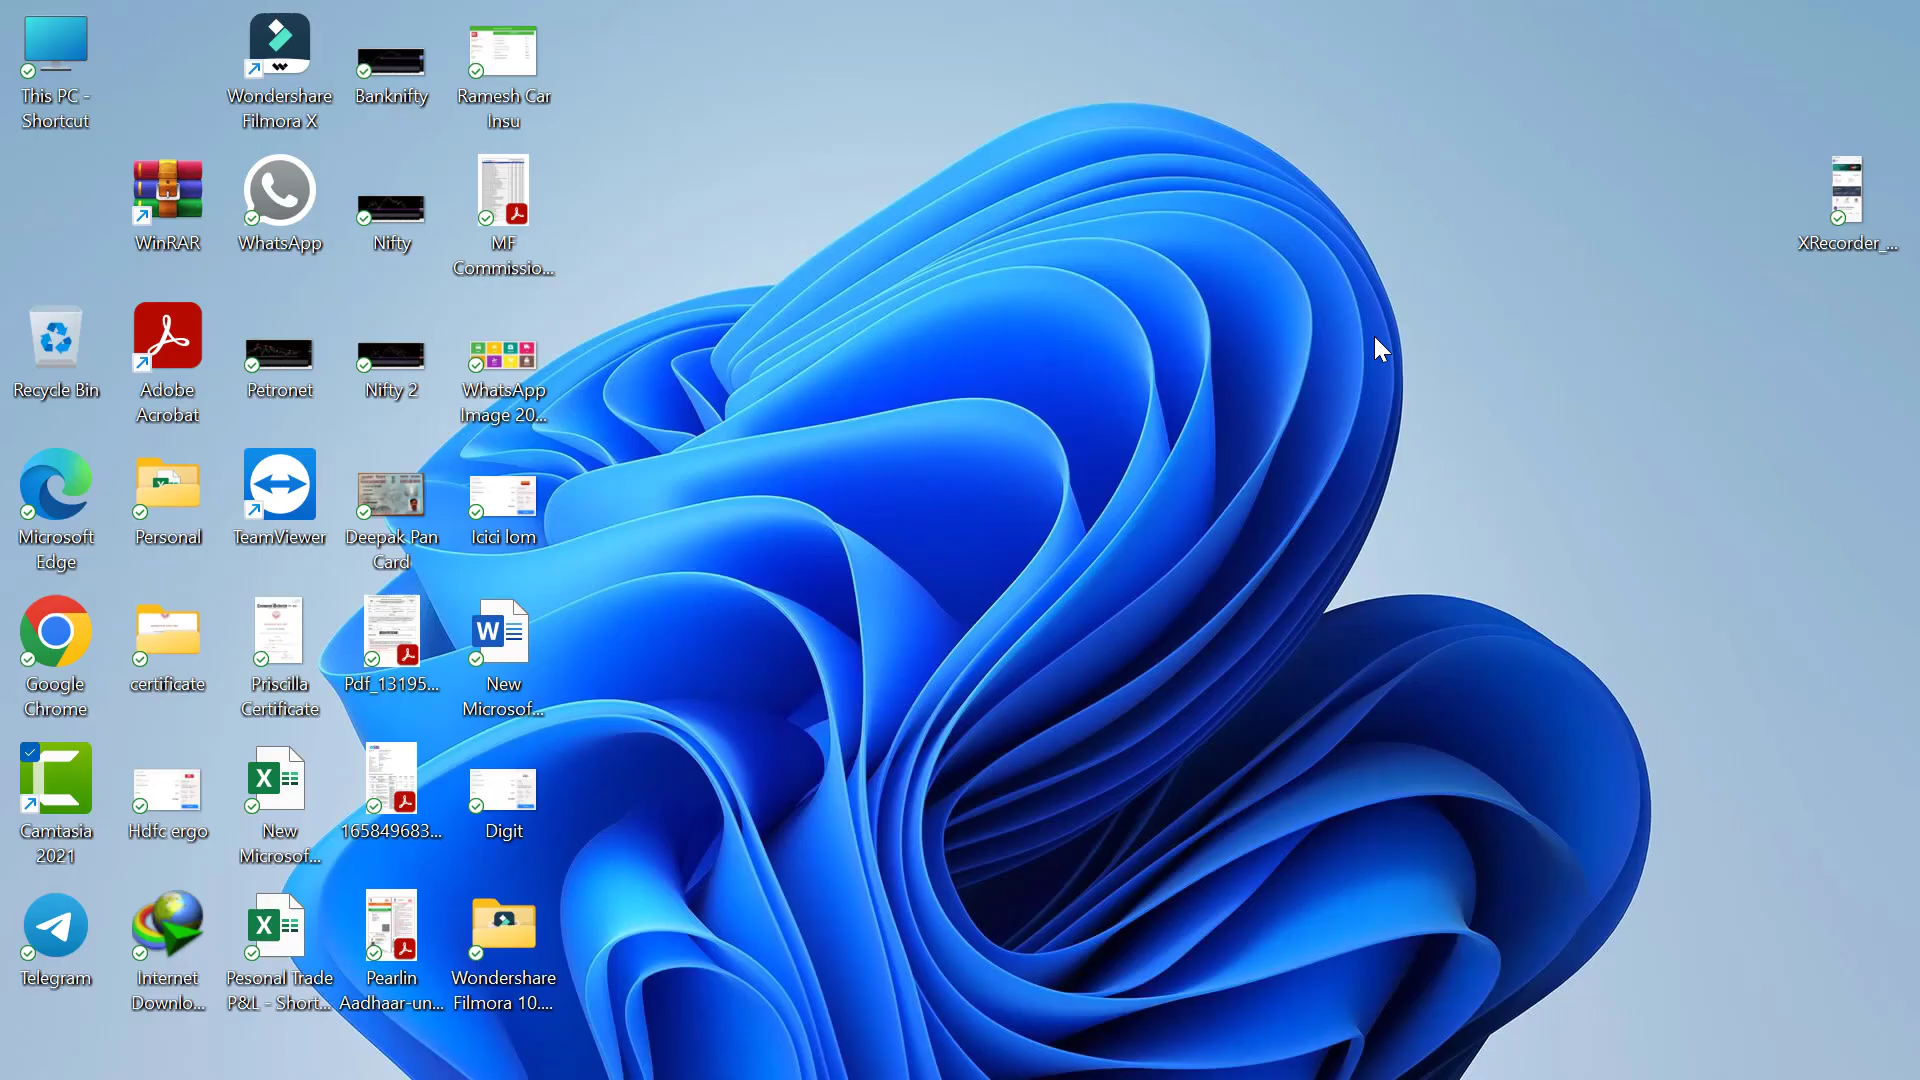 This PC -
Shortcut
Wondershare
Filmora X
Banknifty
Ramesh Car
Insu
WinRAR
WhatsApp
Nifty
MF
Commissio...
XRecorder_...
Recycle Bin
Adobe
Acrobat
Petronet
Nifty 2
WhatsApp
Image 20...
Microsoft
Edge
Personal
TeamViewer
Deepak Pan
Card
Icici lom
Google
Chrome
certificate
Priscilla
Certificate
Pdf_13195...
New
Microsof...
Camtasia
2021
Hdfc ergo
New
Microsof...
165849683...
Digit
Telegram
Internet
Downlo...
Pesonal Trade
P&L - Short...
Pearlin
Aadhaar-un...
Wondershare
Filmora 10....